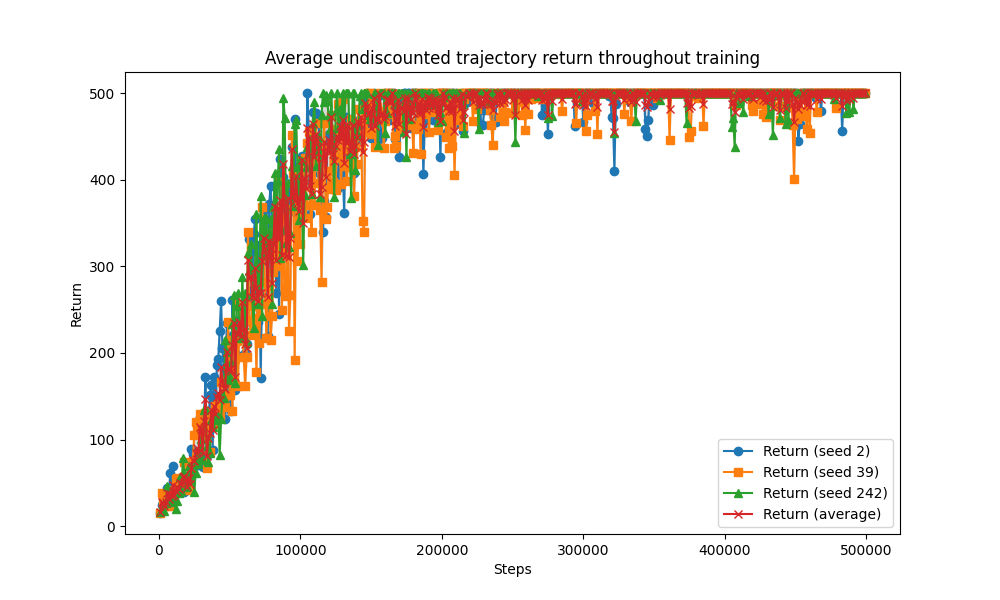 Average undiscounted trajectory return throughout training
Return
500
400
300
200
100
0
Return (seed 2)
Return (seed 39)
Return (seed 242)
Return (average)
0 100000 200000 300000 400000 500000
Steps